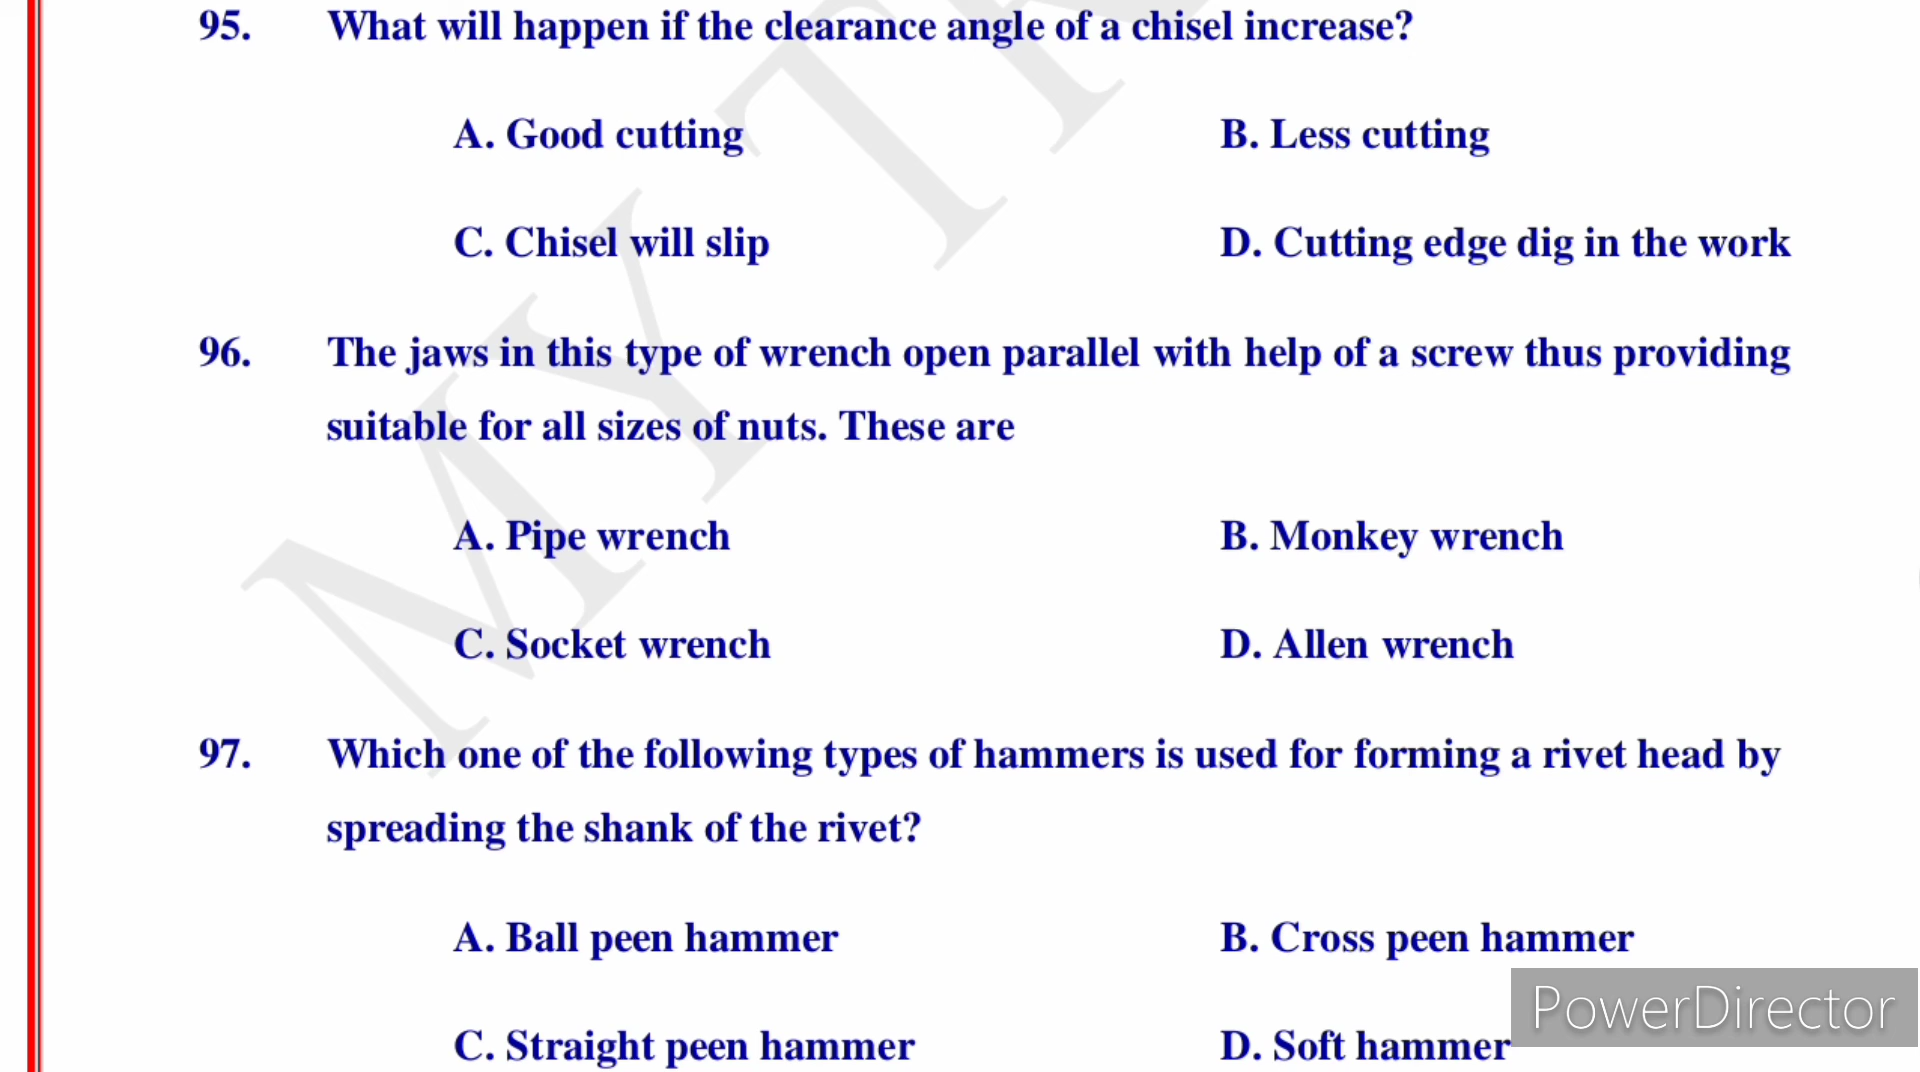 95. What will happen if the clearance angle of a chisel increase?
A. Good cutting B. Less cutting
C. Chisel will slip D. Cutting edge dig in the work
96. The jaws in this type of wrench open parallel with help of a screw thus providing
suitable for all sizes of nuts. These are
A. Pipe wrench B. Monkey wrench
C. Socket wrench D. Allen wrench
97. Which one of the following types of hammers is used for forming a rivet head by
spreading the shank of the rivet?
A. Ball peen hammer B. Cross peen hammer
C. Straight peen hammer D. Soft hammer
PowerDirector
MY